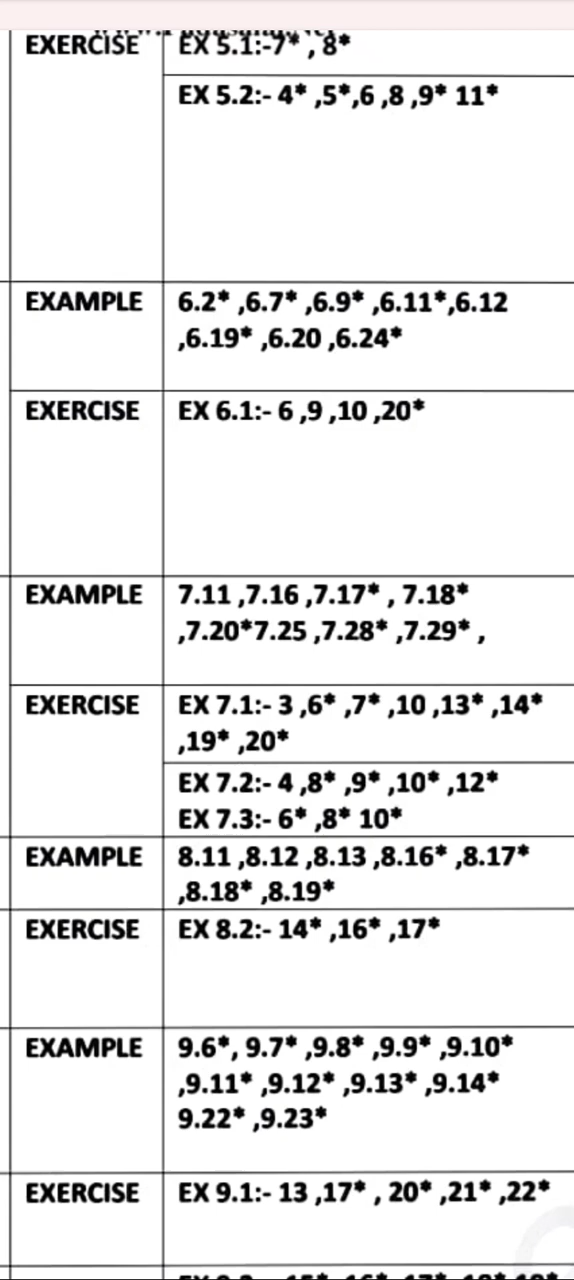 EXERCISE EX 5.1:-7* , 8*
EX 5.2:- 4* ,5*,6 ,8 ,9* 11*
EXAMPLE 6.2* ,6.7* ,6.9* ,6.11*,6.12
,6.19* ,6.20 ,6.24*
EXERCISE EX 6.1:- 6 ,9 ,10 ,20*
EXAMPLE 7.11 ,7.16 ,7.17* , 7.18*
,7.20*7.25 ,7.28* ,7.29* ,
EXERCISE EX 7.1:- 3 ,6* ,7* ,10 ,13* ,14*
,19* ,20*
EX 7.2:- 4 ,8* ,9* ,10* ,12*
EX 7.3:- 6* ,8* 10*
EXAMPLE 8.11 ,8.12 ,8.13 ,8.16* ,8.17*
,8.18* ,8.19*
EXERCISE EX 8.2:- 14* ,16* ,17*
EXAMPLE 9.6*, 9.7* ,9.8* ,9.9* ,9.10*
,9.11* ,9.12* ,9.13* ,9.14*
9.22* ,9.23*
EXERCISE EX 9.1:- 13 ,17* , 20* ,21* ,22*